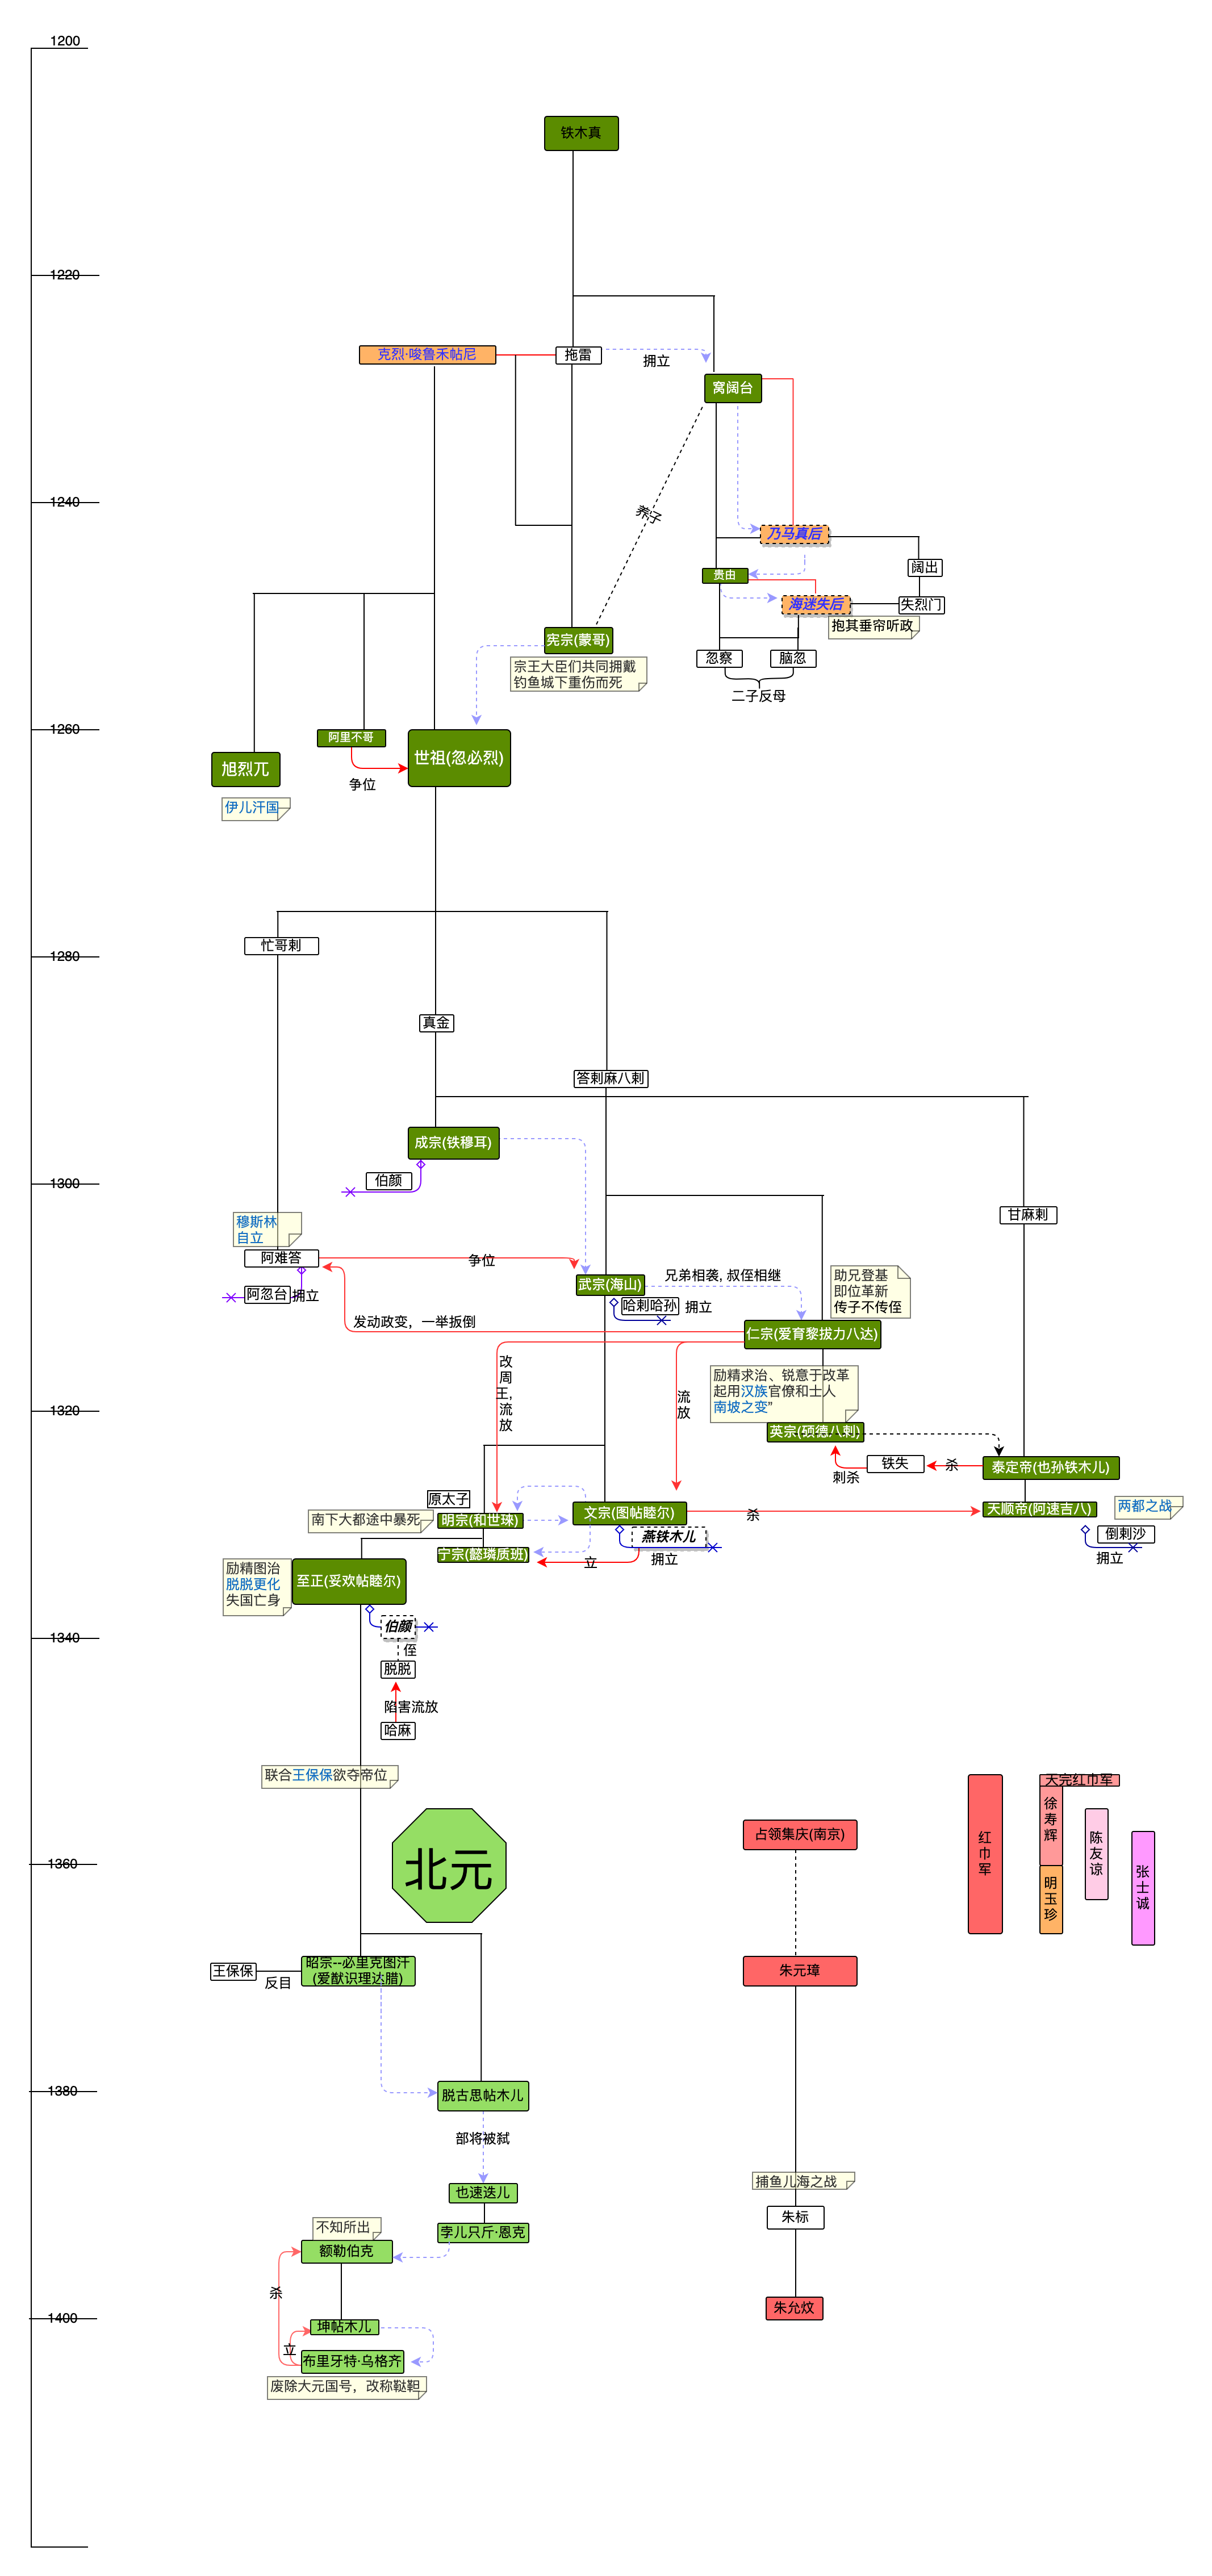 1200
铁木真
1220
克烈·唆鲁禾帖尼
拖雷
拥立
窝阔台
1240
养子
乃马真后
阔出
贵由
海迷失后
失烈门
抱其垂帘听政
宪宗(蒙哥)
宗王大臣们共同拥戴
钓鱼城下重伤而死
忽察
脑忽
二子反母
1260
阿里不哥
世祖(忽必烈)
旭烈兀
争位
伊儿汗国
忙哥剌
1280
真金
答剌麻八剌
成宗(铁穆耳)
伯颜
1300
甘麻剌
穆斯林
自立
阿难答
争位
武宗(海山)
兄弟相袭, 叔侄相继
助兄登基
即位革新
传子不传侄
阿忽台
拥立
哈剌哈孙
拥立
发动政变，一举扳倒
仁宗(爱育黎拔力八达)
改
周
王,
流
放
流
放
励精求治、锐意于改革
起用汉族官僚和士人
南坡之变”
1320
英宗(硕德八剌)
铁失
杀
刺杀
泰定帝(也孙铁木儿)
原太子
南下大都途中暴死
明宗(和世㻋)
文宗(图帖睦尔)
杀
天顺帝(阿速吉八)
两都之战
燕铁木儿
倒剌沙
宁宗(懿璘质班)
立
拥立
拥立
励精图治
脱脱更化
失国亡身
至正(妥欢帖睦尔)
伯颜
1340
侄
脱脱
陷害流放
哈麻
联合王保保欲夺帝位
天完红巾军
徐
寿
辉
红
巾
军
陈
友
谅
张
士
诚
明
玉
珍
占领集庆(南京)
1360
北元
王保保
反目
昭宗--必里克图汗
(爱猷识理达腊)
朱元璋
1380
脱古思帖木儿
部将被弑
捕鱼儿海之战
也速迭儿
朱标
不知所出
孛儿只斤·恩克
额勒伯克
杀
朱允炆
1400
坤帖木儿
立
布里牙特·乌格齐
废除大元国号，改称鞑靼